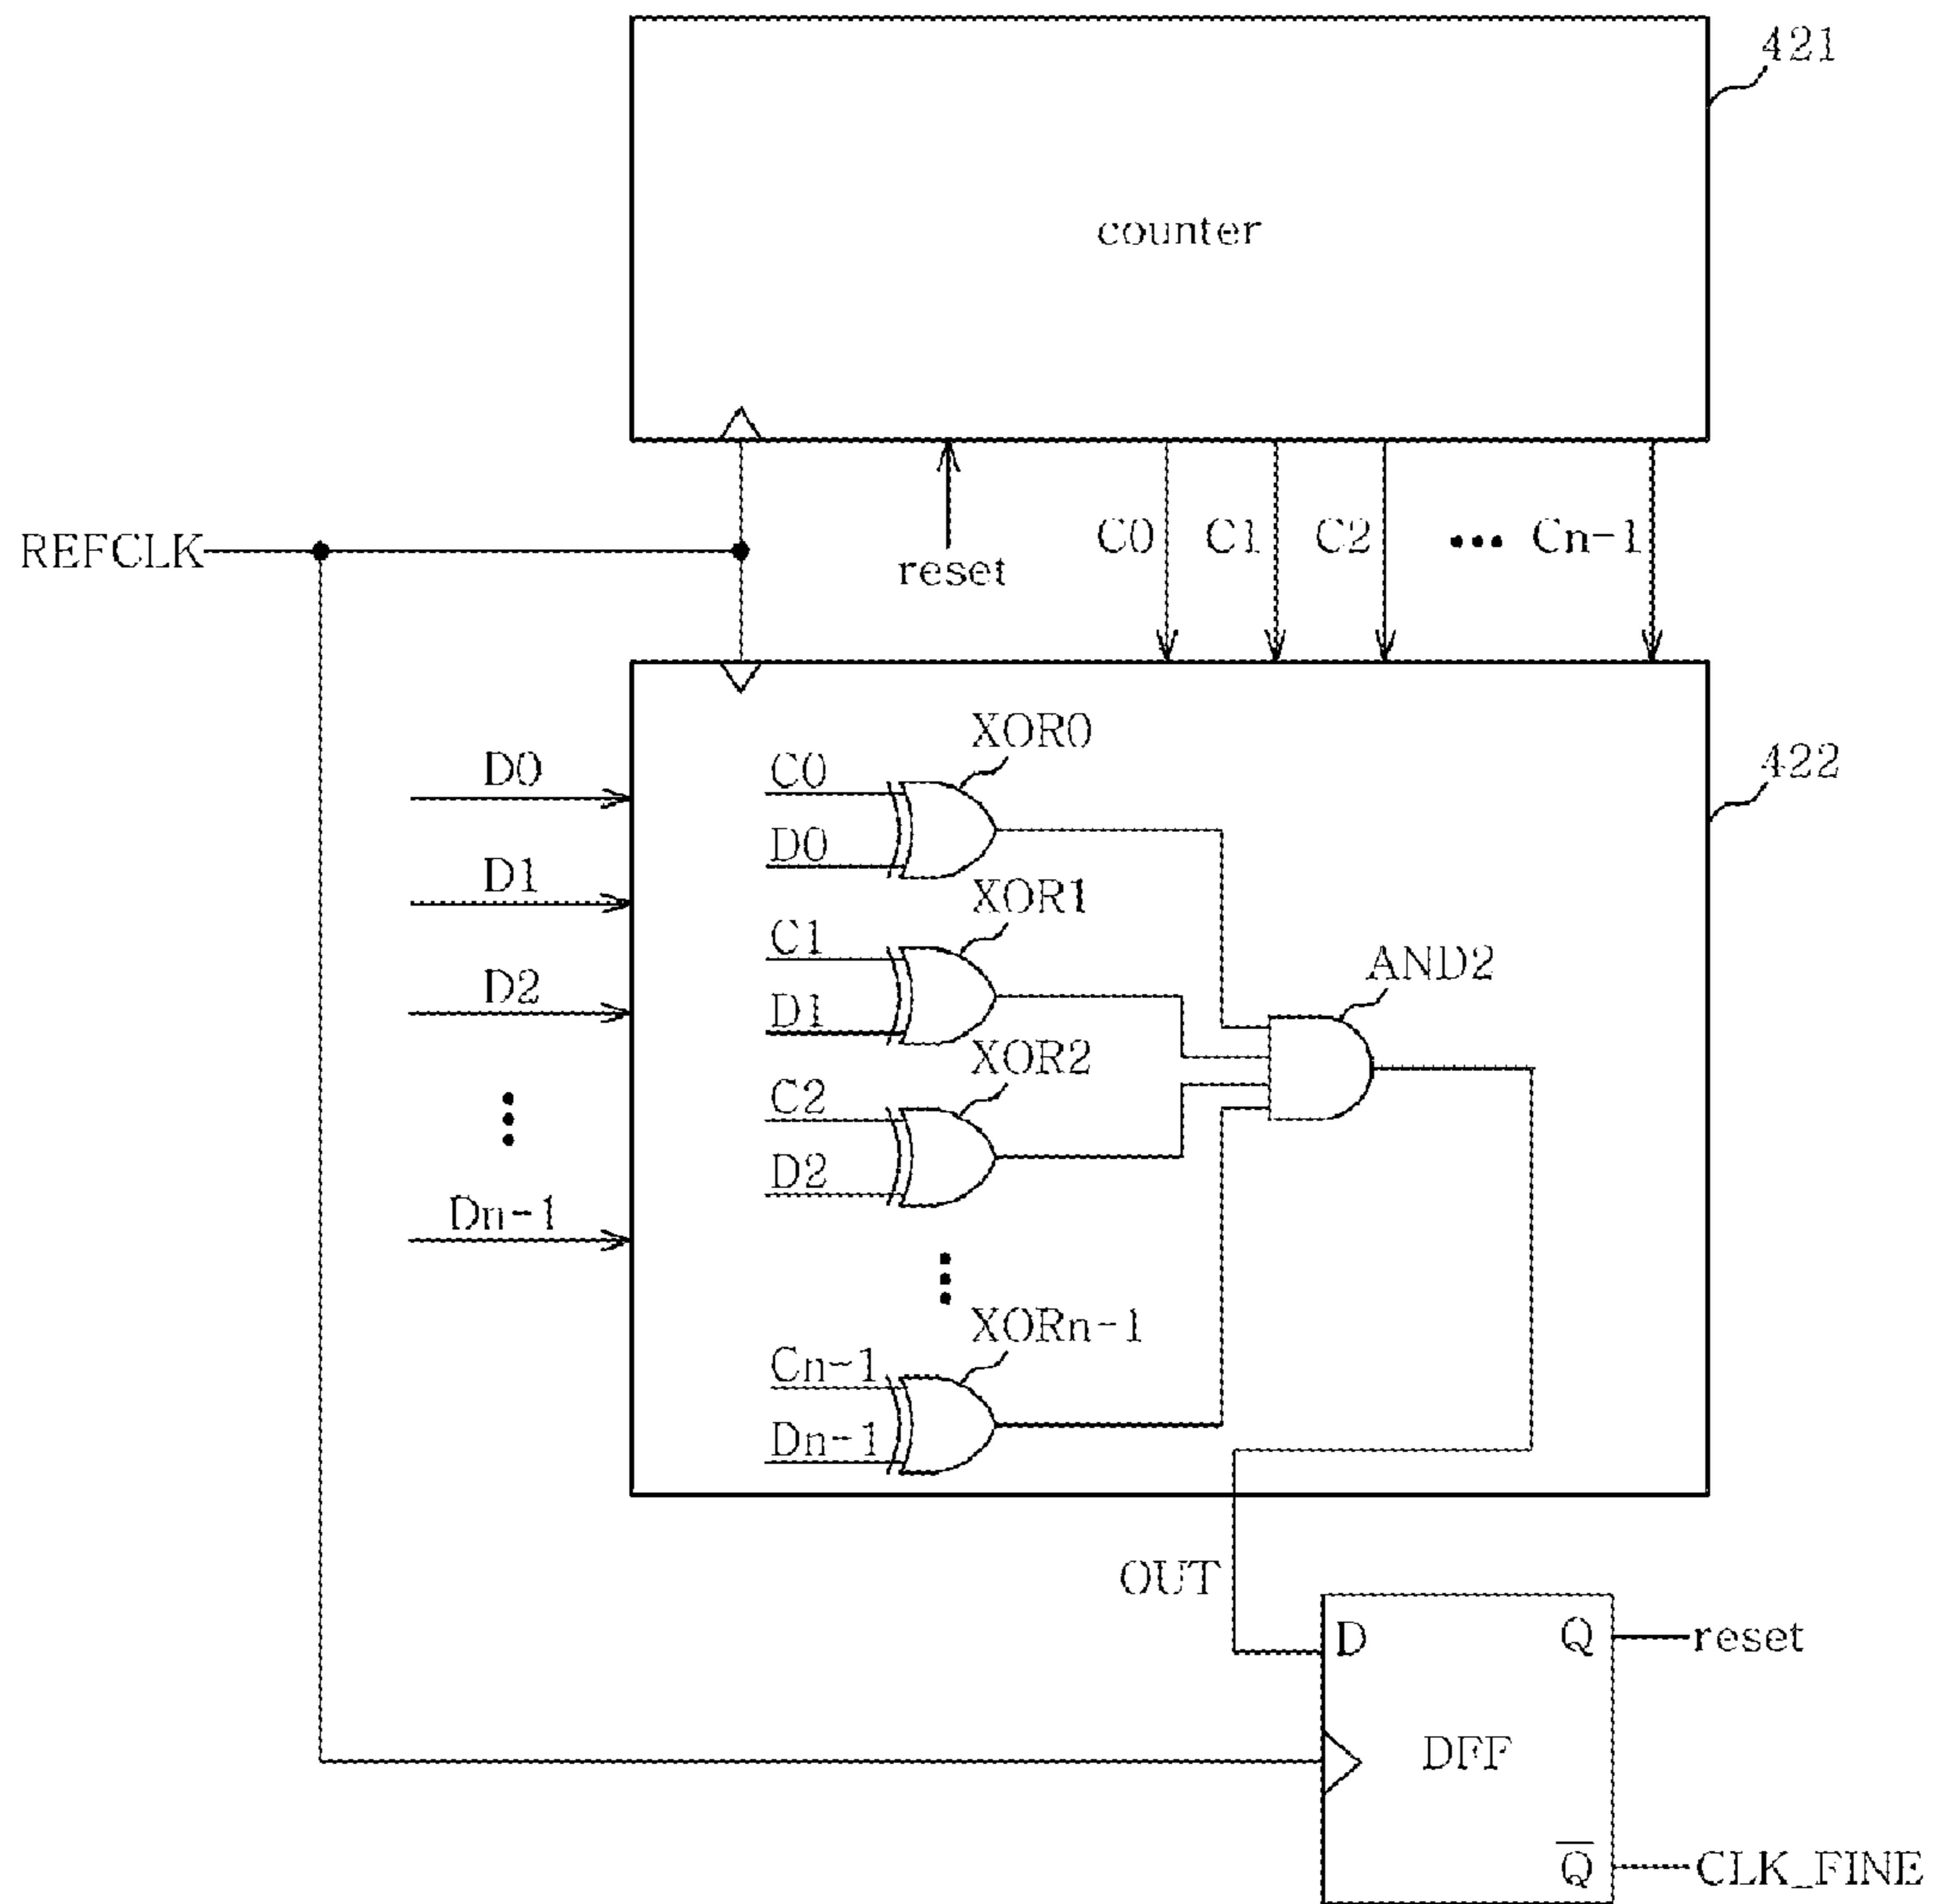 421
counter
REFCLK
reset
C0
C1
C2
... Cn-1
XOR0
422
D0
C0
D0
D1
XOR1
C1
D1
AND2
D2
XOR2
C2
D2
Dn-1
XORn-1
Cn-1
Dn-1
OUT
D
Q
reset
DFF
Q̅
CLK_FINE